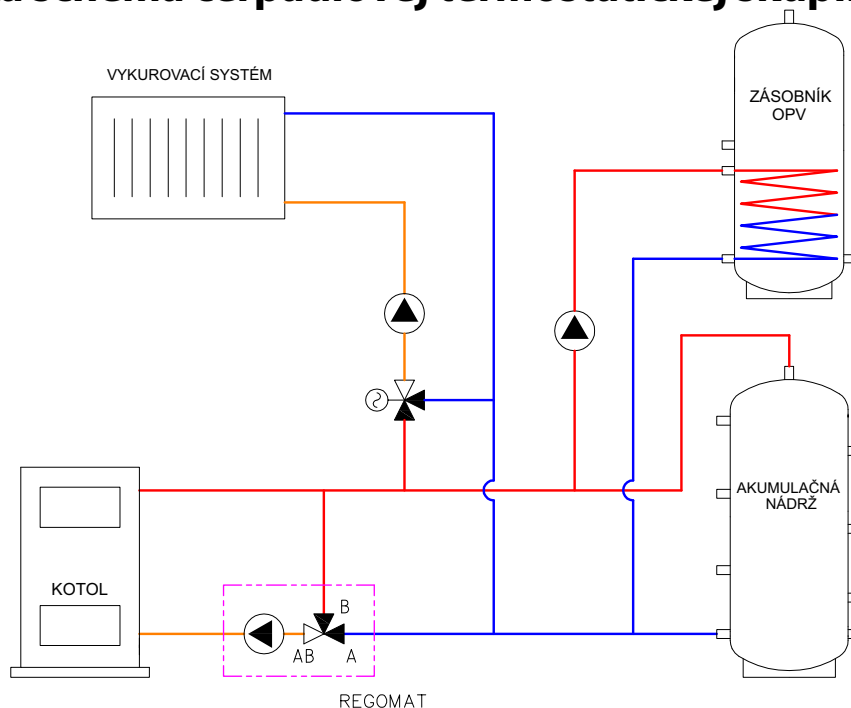 VYKUROVACÍ SYSTÉM
ZÁSOBNÍK
OPV
AKUMULAČNÁ
NÁDRŽ
KOTOL
B
AB
A
REGOMAT